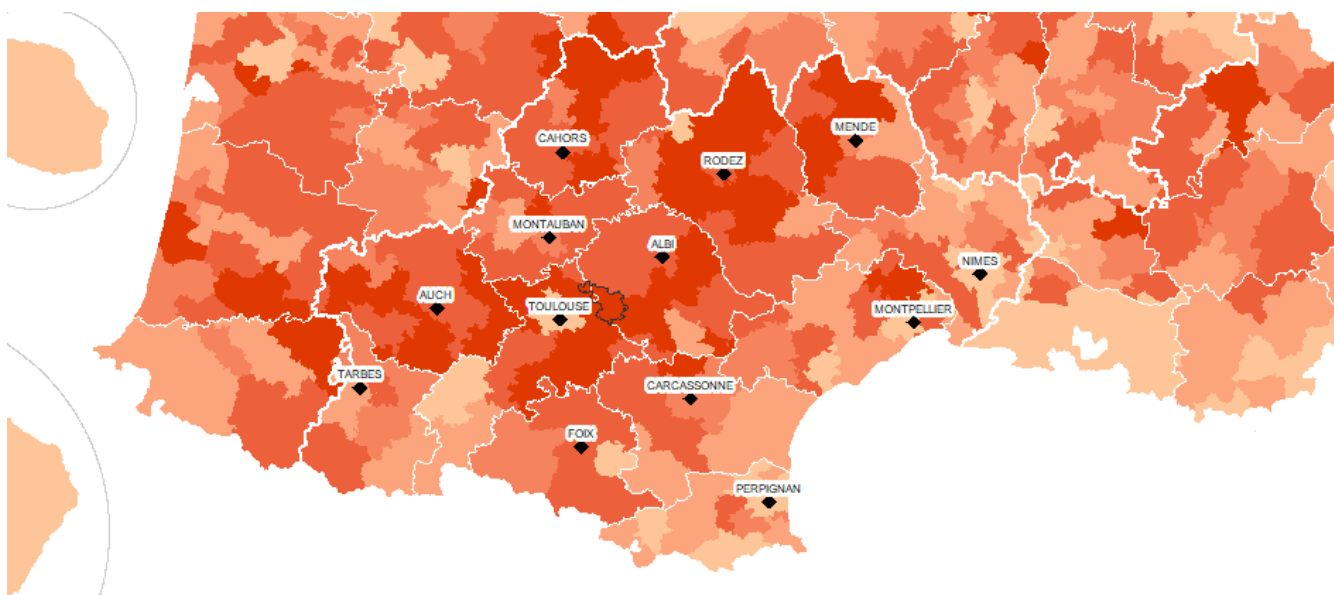 MENDE
CAHORS
RODEZ
MONTAUBAN
ALBI
NIMES
AUCH
TOULOUSE
MONTPELLIER
TARBES
CARCASSONNE
FOIX
PERPIGNAN